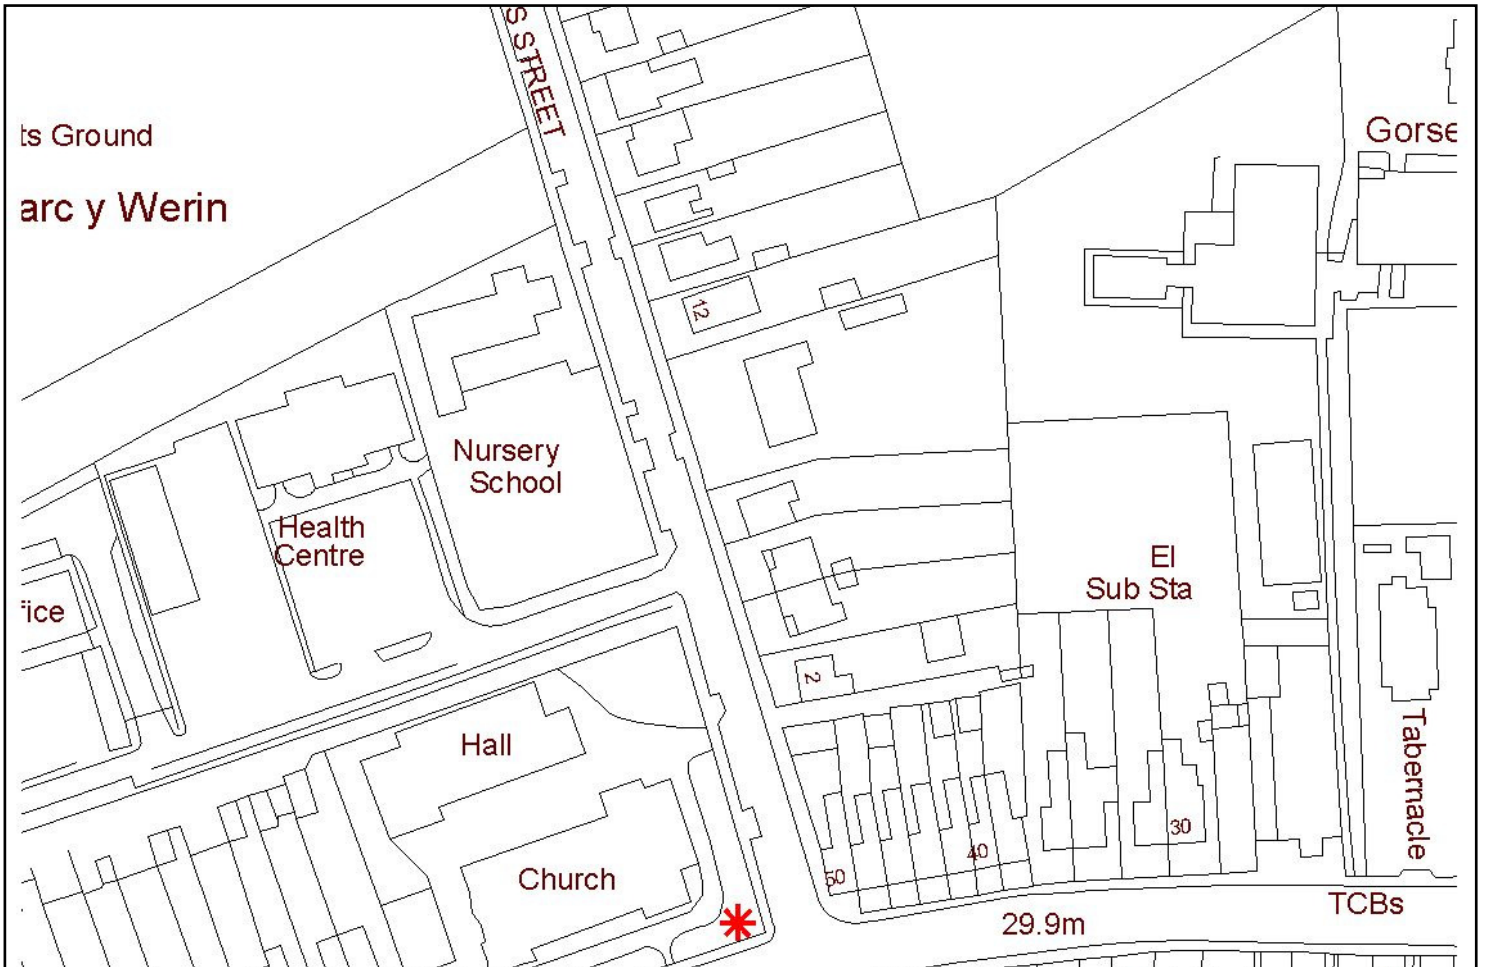 S STREET
ts Ground
Gorse
arc y Werin
12
Nursery
School
Health
Centre
El
Sub Sta
fice
2
Hall
Tabernacle
30
40
50
Church
TCBs
29.9m